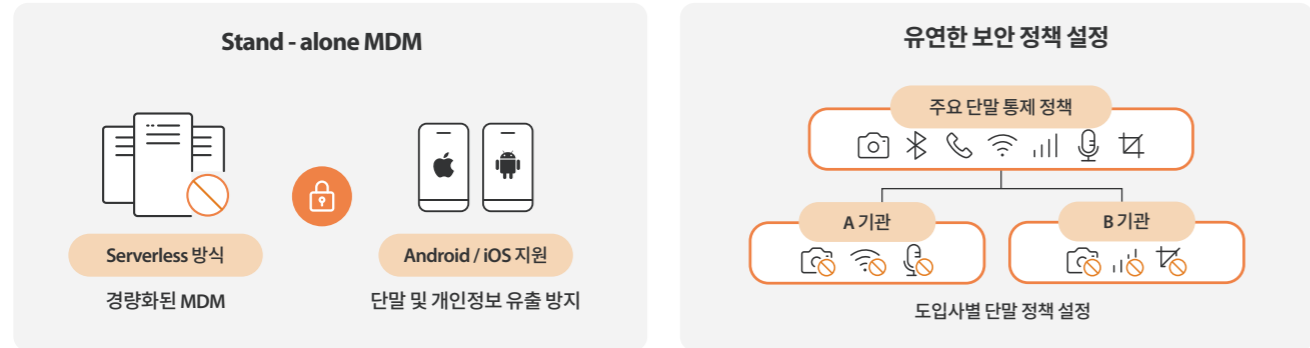 Stand - alone MDM
Serverless 방식
경량화된 MDM
Android / iOS 지원
단말 및 개인정보 유출 방지
유연한 보안 정책 설정
주요 단말 통제 정책
A 기관
B 기관
도입사별 단말 정책 설정